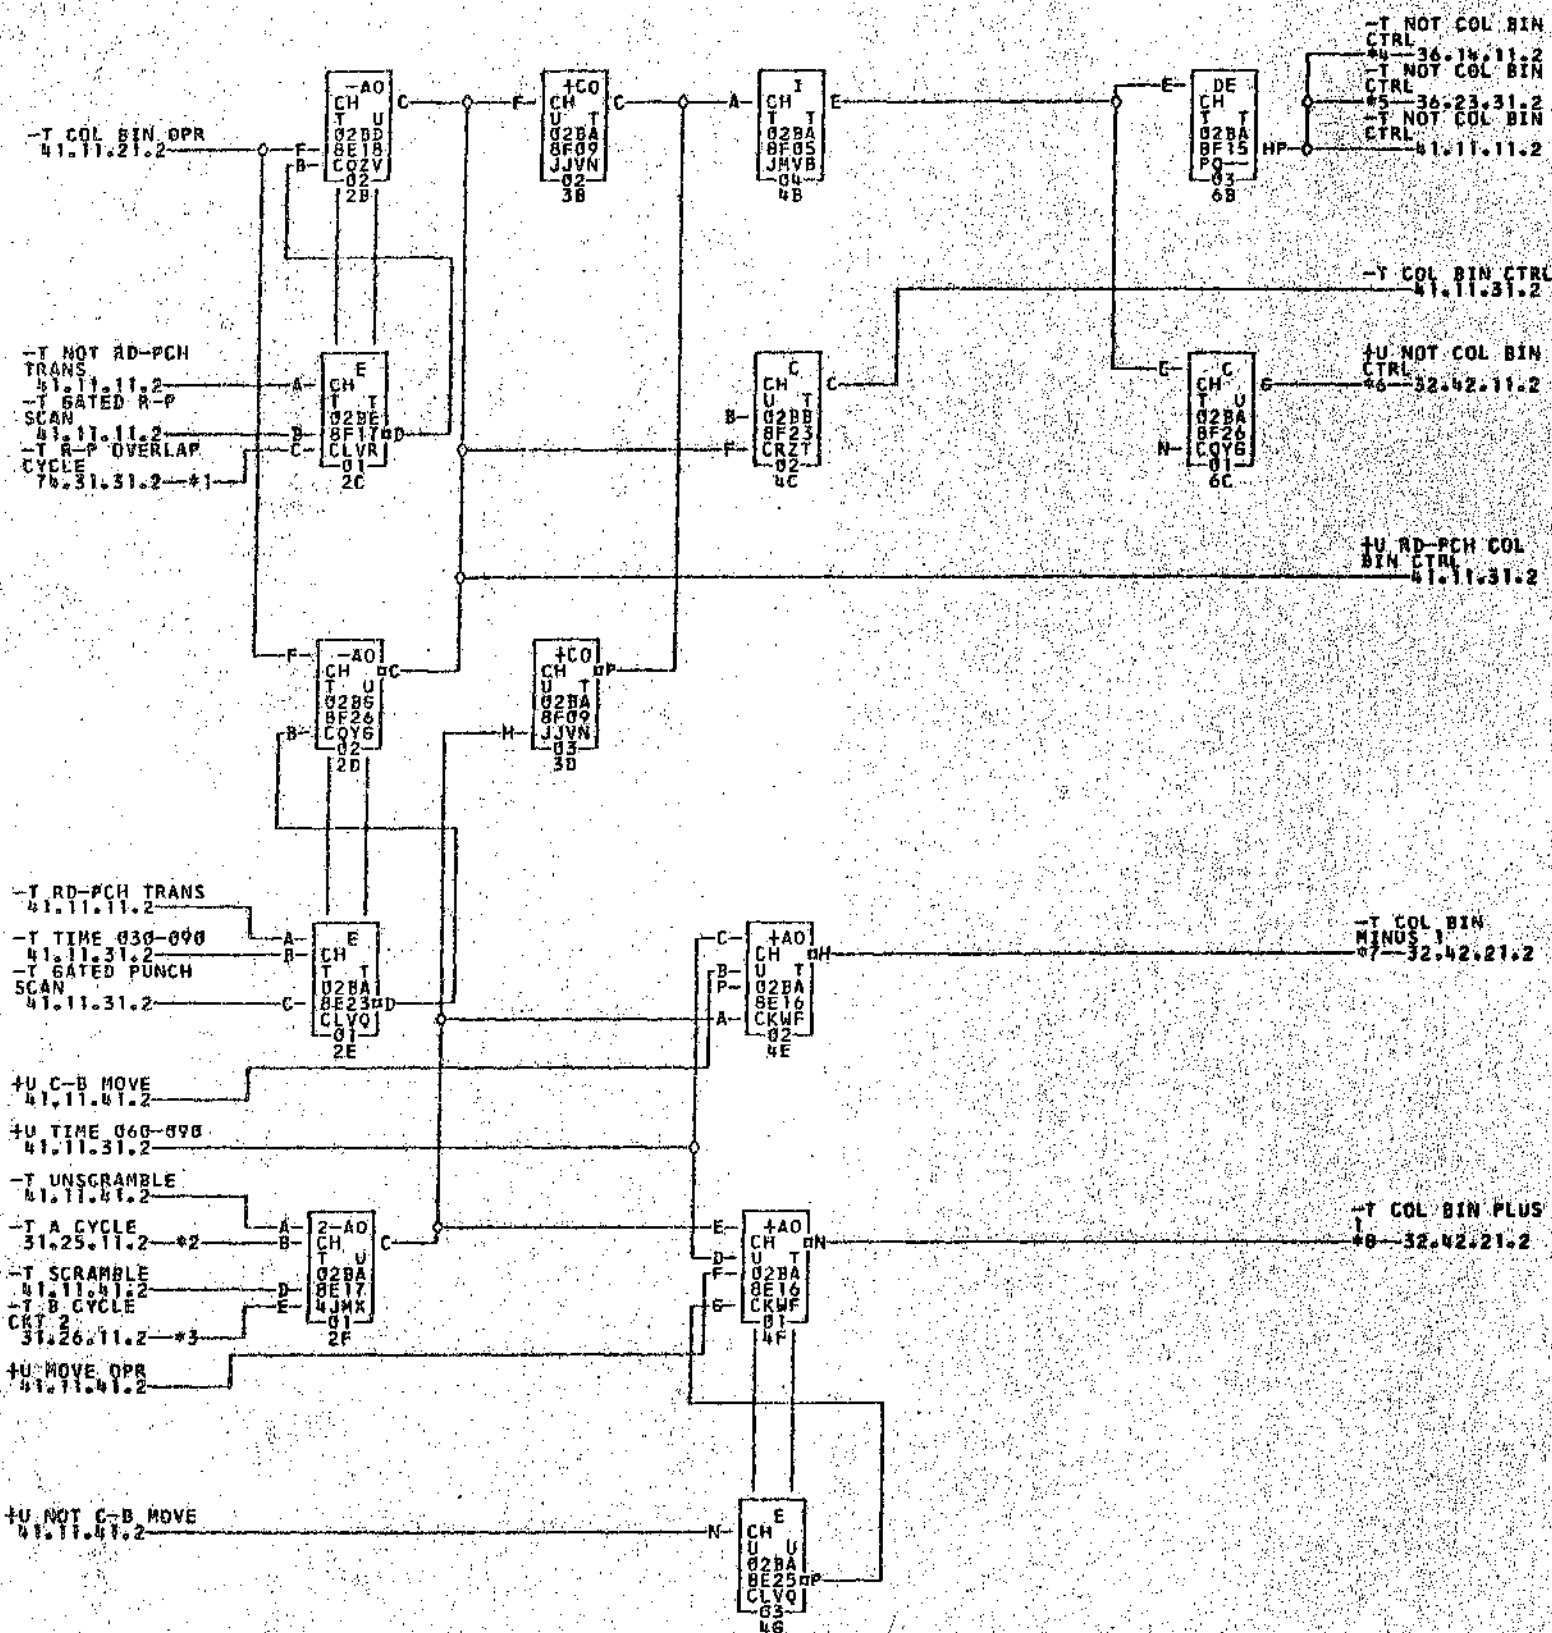 -T NOT COL BIN
CTRL
*4—36.14.11.2
-T NOT COL BIN
CTRL
*5—36.23.31.2
-T NOT COL BIN
CTRL
41.11.11.2
-AO
CH
T U
02BD
8E18
CQZV
02
2B
C
F
B
-T COL BIN OPR
41.11.21.2
+CO
CH
U T
02BA
8F09
JJVN
02
3B
F
C
I
CH
T T
02BA
8F05
JMVB
04
4B
A
E
DE
CH
T T
02BA
8F15
PQ--
03
6B
E
HP
-T COL BIN CTRL
41.11.31.2
-T NOT RD-PCH
TRANS
41.11.11.2
-T GATED R-P
SCAN
41.11.11.2
-T R-P OVERLAP
CYCLE
74.31.31.2—*1
A
B
C
E
CH
T T
02BE
8F17
CLVR
01
2C
D
C
CH
U T
02BB
8F23
CRZT
02
4C
B
F
C
C
CH
T U
02BA
8F26
CQYG
01
6C
N
G
+U NOT COL BIN
CTRL
*6—32.42.11.2
+U RD-PCH COL
BIN CTRL
41.11.31.2
F
B
-AO
CH
T U
02BG
8F26
CQYG
02
2D
C
+CO
CH
U T
02BA
8F09
JJVN
03
3D
P
-T RD-PCH TRANS
41.11.11.2
-T TIME 030-090
41.11.31.2
-T GATED PUNCH
SCAN
41.11.31.2
A
B
C
E
CH
T T
02BA
8E23
CLVQ
01
2E
D
C
B
P
A
+AO
CH
U T
02BA
8E16
CKWF
02
4E
H
-T COL BIN
MINUS 1
*7—32.42.21.2
+U C-B MOVE
41.11.41.2
+U TIME 060-090
41.11.31.2
-T UNSCRAMBLE
41.11.41.2
-T A CYCLE
31.25.11.2—*2
-T SCRAMBLE
41.11.41.2
-T B CYCLE
CKT 2
31.26.11.2—*3
+U MOVE OPR
41.11.41.2
A
B
D
E
2-AO
CH
T W
02BA
8E17
4JMX
01
2F
C
E
D
F
G
+AO
CH
U T
02BA
8E16
CKWF
01
4F
N
-T COL BIN PLUS
1
*8—32.42.21.2
+U NOT C-B MOVE
41.11.41.2
N
E
CH
U U
02BA
8E25
CLVQ
03
4G
P